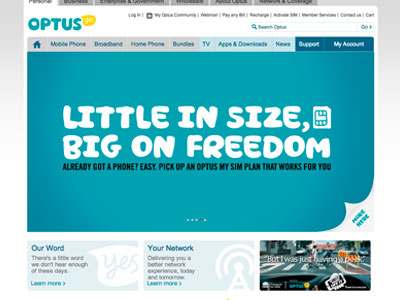 Personal Business Enterprise & Government Wholesale About Optus Network & Coverage
OPTUS yes
Log In My Optus Community Webmail Pay any Bill Recharge Activate SIM Member Services Contact us Cart
Search Optus Go
Mobile Phone Broadband Home Phone Bundles TV Apps & Downloads News Support My Account
LITTLE IN SIZE,
BIG ON FREEDOM
ALREADY GOT A PHONE? EASY. PICK UP AN OPTUS MY SIM PLAN THAT WORKS FOR YOU
MORE HERE
Our Word
There's a little word
we don't hear enough
of these days.
Learn more ›
yes
Your Network
Delivering you a
better network
experience, today
and tomorrow.
Learn more ›
"But I was just having a peek"
OPTUS